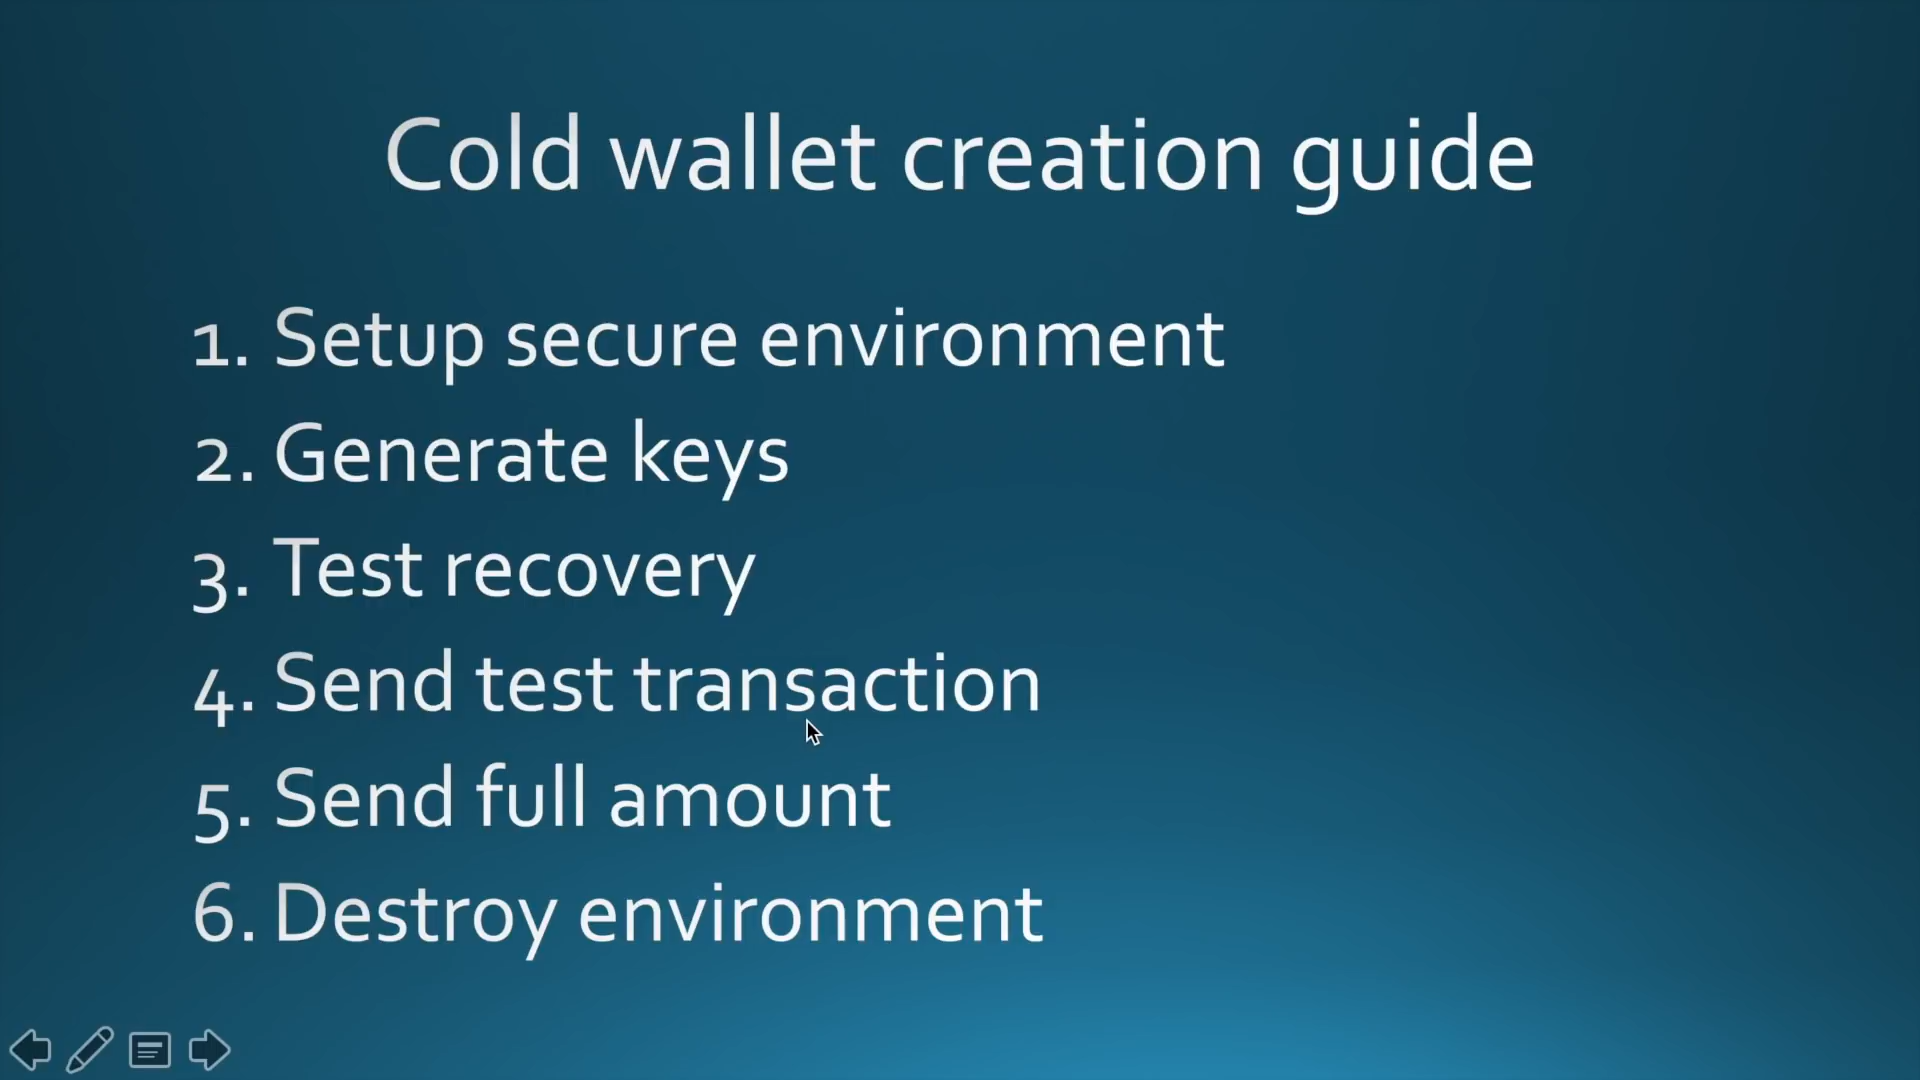 Cold wallet creation guide
1. Setup secure environment
2. Generate keys
3. Test recovery
4. Send test transaction
5. Send full amount
6. Destroy environment